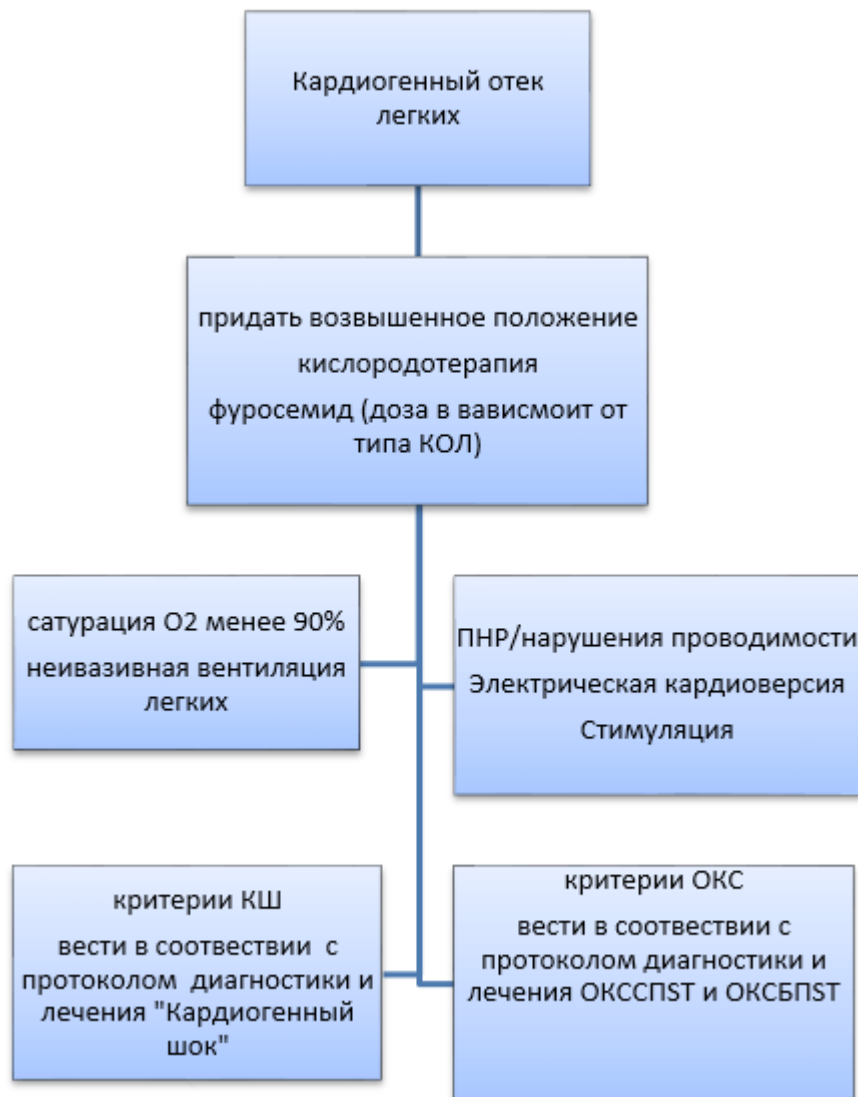 Кардиогенный отек
легких
придать возвышенное положение
кислородотерапия
фуросемид (доза в вависмоит от
типа КОЛ)
сатурация О2 менее 90%
неивазивная вентиляция
легких
ПНР/нарушения проводимости
Электрическая кардиоверсия
Стимуляция
критерии КШ
вести в соотвествии с
протоколом диагностики и
лечения "Кардиогенный
шок"
критерии ОКС
вести в соотвествии с
протоколом диагностики и
лечения ОКССПST и ОКСБПST